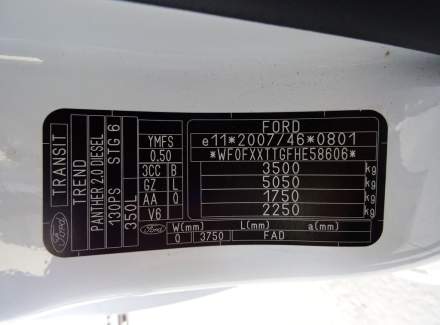 TRANSIT
TREND
PANTHER 2.0 DIESEL
130PS STG 6
350L
Ford
YMFS
0.50
3CC B
GZ L
AA Q
V6
Ford
FORD
e11*2007/46*0801
*WF0FXXTTGFHE58606*
3500 kg
5050 kg
1750 kg
2250 kg
W(mm) L(mm) a(mm)
Q 3750 FAD